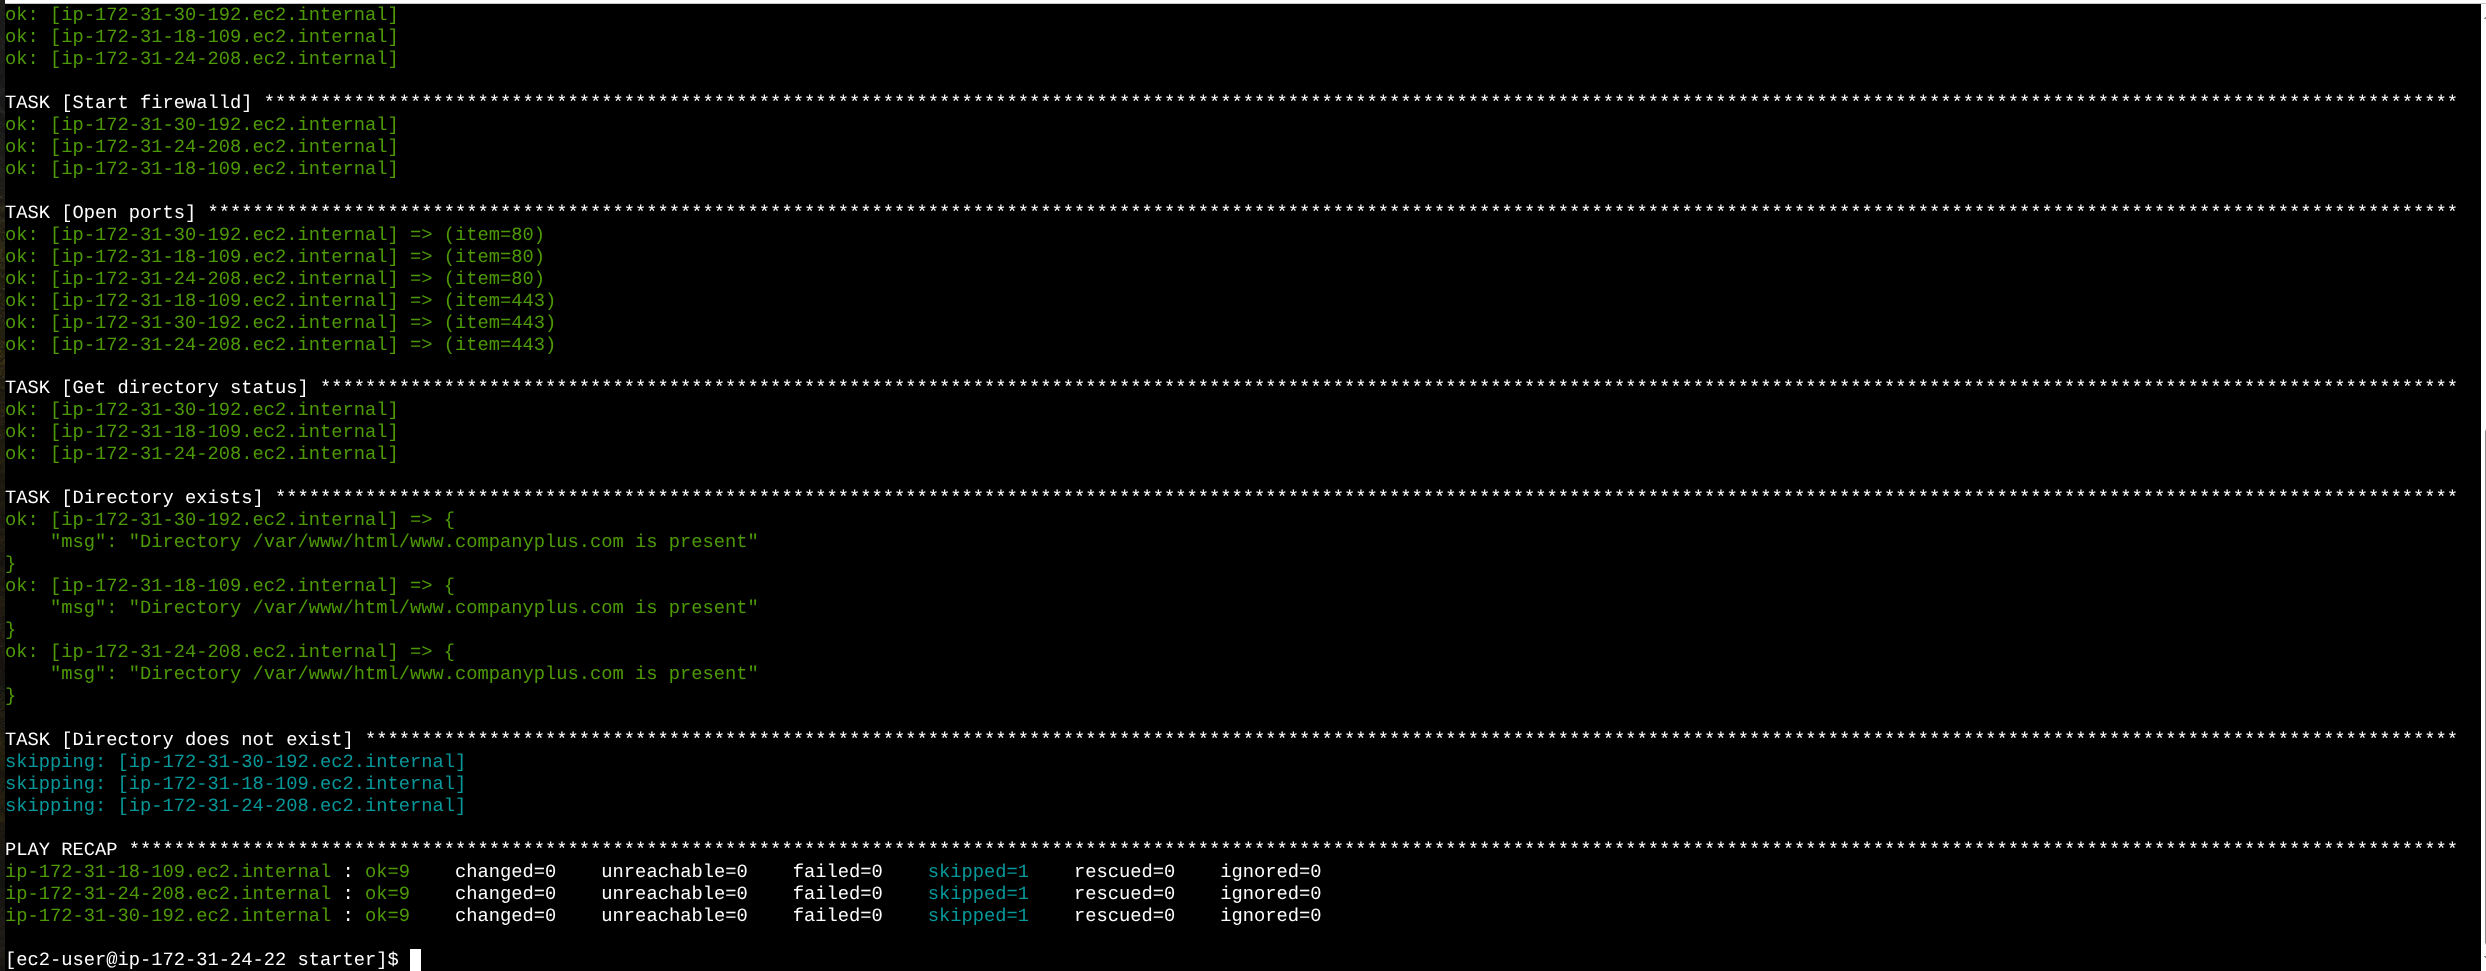 ok: [ip-172-31-30-192.ec2.internal]
ok: [ip-172-31-18-109.ec2.internal]
ok: [ip-172-31-24-208.ec2.internal]

TASK [Start firewalld] ***************************************************************************************************************************************************************************************************
ok: [ip-172-31-30-192.ec2.internal]
ok: [ip-172-31-24-208.ec2.internal]
ok: [ip-172-31-18-109.ec2.internal]

TASK [Open ports] ********************************************************************************************************************************************************************************************************
ok: [ip-172-31-30-192.ec2.internal] => (item=80)
ok: [ip-172-31-18-109.ec2.internal] => (item=80)
ok: [ip-172-31-24-208.ec2.internal] => (item=80)
ok: [ip-172-31-18-109.ec2.internal] => (item=443)
ok: [ip-172-31-30-192.ec2.internal] => (item=443)
ok: [ip-172-31-24-208.ec2.internal] => (item=443)

TASK [Get directory status] **********************************************************************************************************************************************************************************************
ok: [ip-172-31-30-192.ec2.internal]
ok: [ip-172-31-18-109.ec2.internal]
ok: [ip-172-31-24-208.ec2.internal]

TASK [Directory exists] **************************************************************************************************************************************************************************************************
ok: [ip-172-31-30-192.ec2.internal] => {
    "msg": "Directory /var/www/html/www.companyplus.com is present"
}
ok: [ip-172-31-18-109.ec2.internal] => {
    "msg": "Directory /var/www/html/www.companyplus.com is present"
}
ok: [ip-172-31-24-208.ec2.internal] => {
    "msg": "Directory /var/www/html/www.companyplus.com is present"
}

TASK [Directory does not exist] ******************************************************************************************************************************************************************************************
skipping: [ip-172-31-30-192.ec2.internal]
skipping: [ip-172-31-18-109.ec2.internal]
skipping: [ip-172-31-24-208.ec2.internal]

PLAY RECAP ***************************************************************************************************************************************************************************************************************
ip-172-31-18-109.ec2.internal : ok=9    changed=0    unreachable=0    failed=0    skipped=1    rescued=0    ignored=0
ip-172-31-24-208.ec2.internal : ok=9    changed=0    unreachable=0    failed=0    skipped=1    rescued=0    ignored=0
ip-172-31-30-192.ec2.internal : ok=9    changed=0    unreachable=0    failed=0    skipped=1    rescued=0    ignored=0

[ec2-user@ip-172-31-24-22 starter]$